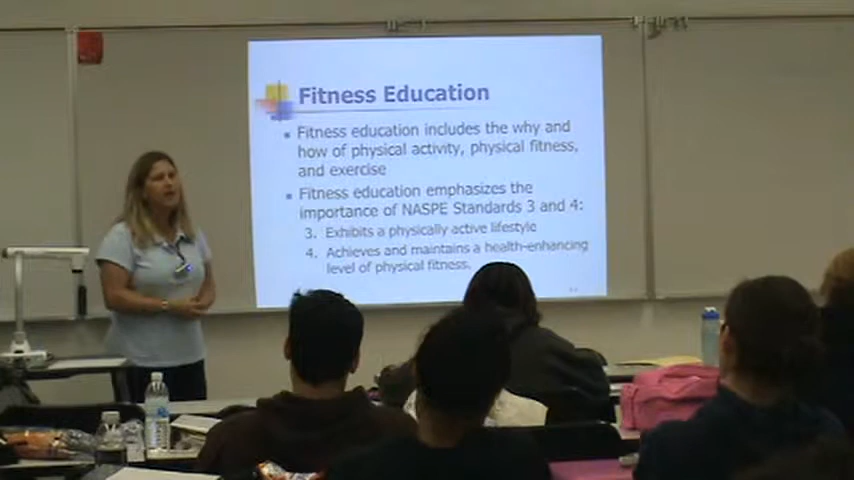 Fitness Education
Fitness education includes the why and
how of physical activity, physical fitness,
and exercise
Fitness education emphasizes the
importance of NASPE Standards 3 and 4:
3. Exhibits a physically active lifestyle
4. Achieves and maintains a health-enhancing
level of physical fitness.